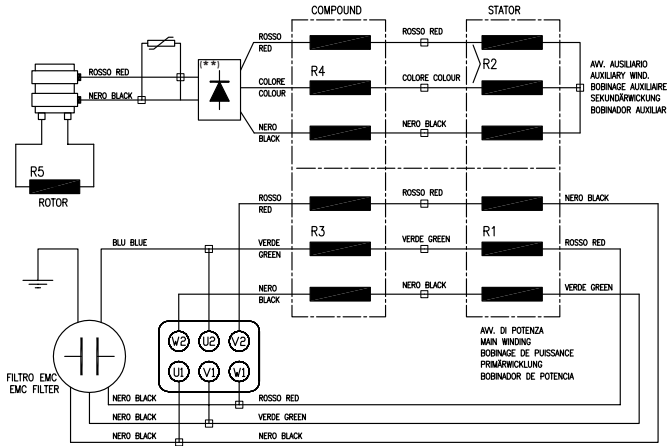 COMPOUND
STATOR
ROSSO
RED
ROSSO RED
(**)
ROSSO RED
R4
R2
COLORE
COLOUR
COLORE COLOUR
AVV. AUSILIARIO
AUXILIARY WIND.
BOBINAGE AUXILIAIRE
SEKUNDÄRWICKUNG
BOBINADOR AUXILIAR
NERO BLACK
NERO
BLACK
NERO BLACK
R5
ROTOR
ROSSO
RED
ROSSO RED
NERO BLACK
BLU BLUE
VERDE
GREEN
R3
VERDE GREEN
R1
ROSSO RED
NERO
BLACK
NERO BLACK
VERDE GREEN
W2
U2
V2
U1
V1
W1
AVV. DI POTENZA
MAIN WINDING
BOBINAGE DE PUISSANCE
PRIMÄRWICKLUNG
BOBINADOR DE POTENCIA
FILTRO EMC
EMC FILTER
NERO BLACK
ROSSO RED
NERO BLACK
VERDE GREEN
NERO BLACK
NERO BLACK